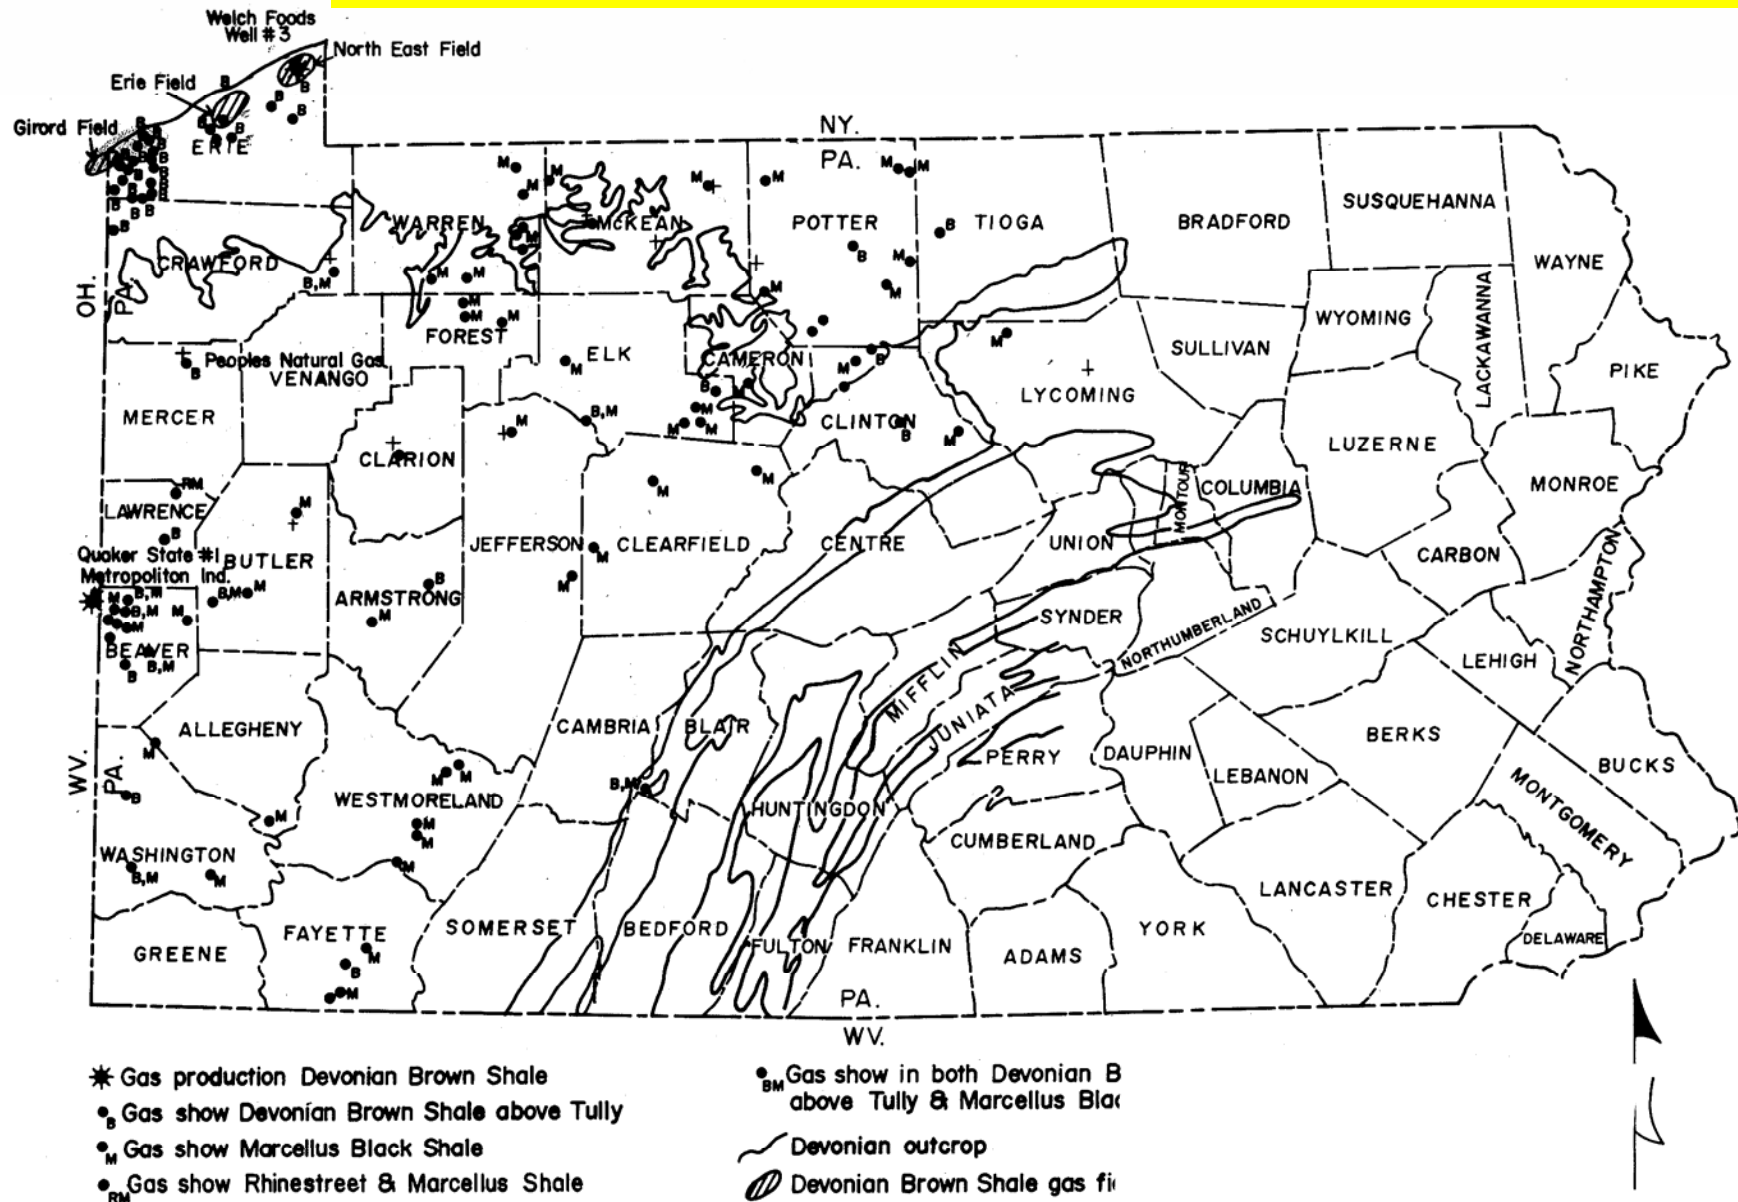 Welch Foods
Well #3
North East Field
Erie Field
Girord Field
B
B
B
B
B
B
B
ERIE
NY.
PA.
M
M
M
M
M
M
M
SUSQUEHANNA
WARREN
McKEAN
POTTER
B
TIOGA
BRADFORD
WAYNE
CRAWFORD
B,M
M
M
M
B
M
M
M
OH.
PA.
M
M
M
FOREST
WYOMING
LACKAWANNA
Peoples Natural Gas
VENANGO
B
ELK
M
CAMERON
M
B
M
SULLIVAN
PIKE
MERCER
LYCOMING
B
M
M
B,M
M
M
CLINTON
B
M
LUZERNE
CLARION
RM
LAWRENCE
M
M
M
MONTOUR
COLUMBIA
MONROE
B
Quaker State #1
Metropoliton Ind.
BUTLER
JEFFERSON
CLEARFIELD
M
CENTRE
UNION
CARBON
NORTHAMPTON
M
B,M
B,M
M
B,M
M
B
ARMSTRONG
M
M
SYNDER
NORTHUMBERLAND
SCHUYLKILL
LEHIGH
M
BEAVER
B,M
B
MIFFLIN
JUNIATA
ALLEGHENY
M
CAMBRIA
BLAIR
PERRY
DAUPHIN
BERKS
BUCKS
WV.
PA.
B
M
M
WESTMORELAND
B,M
HUNTINGDON
LEBANON
MONTGOMERY
M
M
M
CUMBERLAND
WASHINGTON
B,M
M
M
LANCASTER
CHESTER
GREENE
FAYETTE
M
B
M
SOMERSET
BEDFORD
FULTON
FRANKLIN
ADAMS
YORK
DELAWARE
PA.
WV.
Gas production Devonian Brown Shale
B Gas show Devonian Brown Shale above Tully
M Gas show Marcellus Black Shale
RM Gas show Rhinestreet & Marcellus Shale
BM Gas show in both Devonian B
above Tully & Marcellus Blac
Devonian outcrop
Devonian Brown Shale gas fi